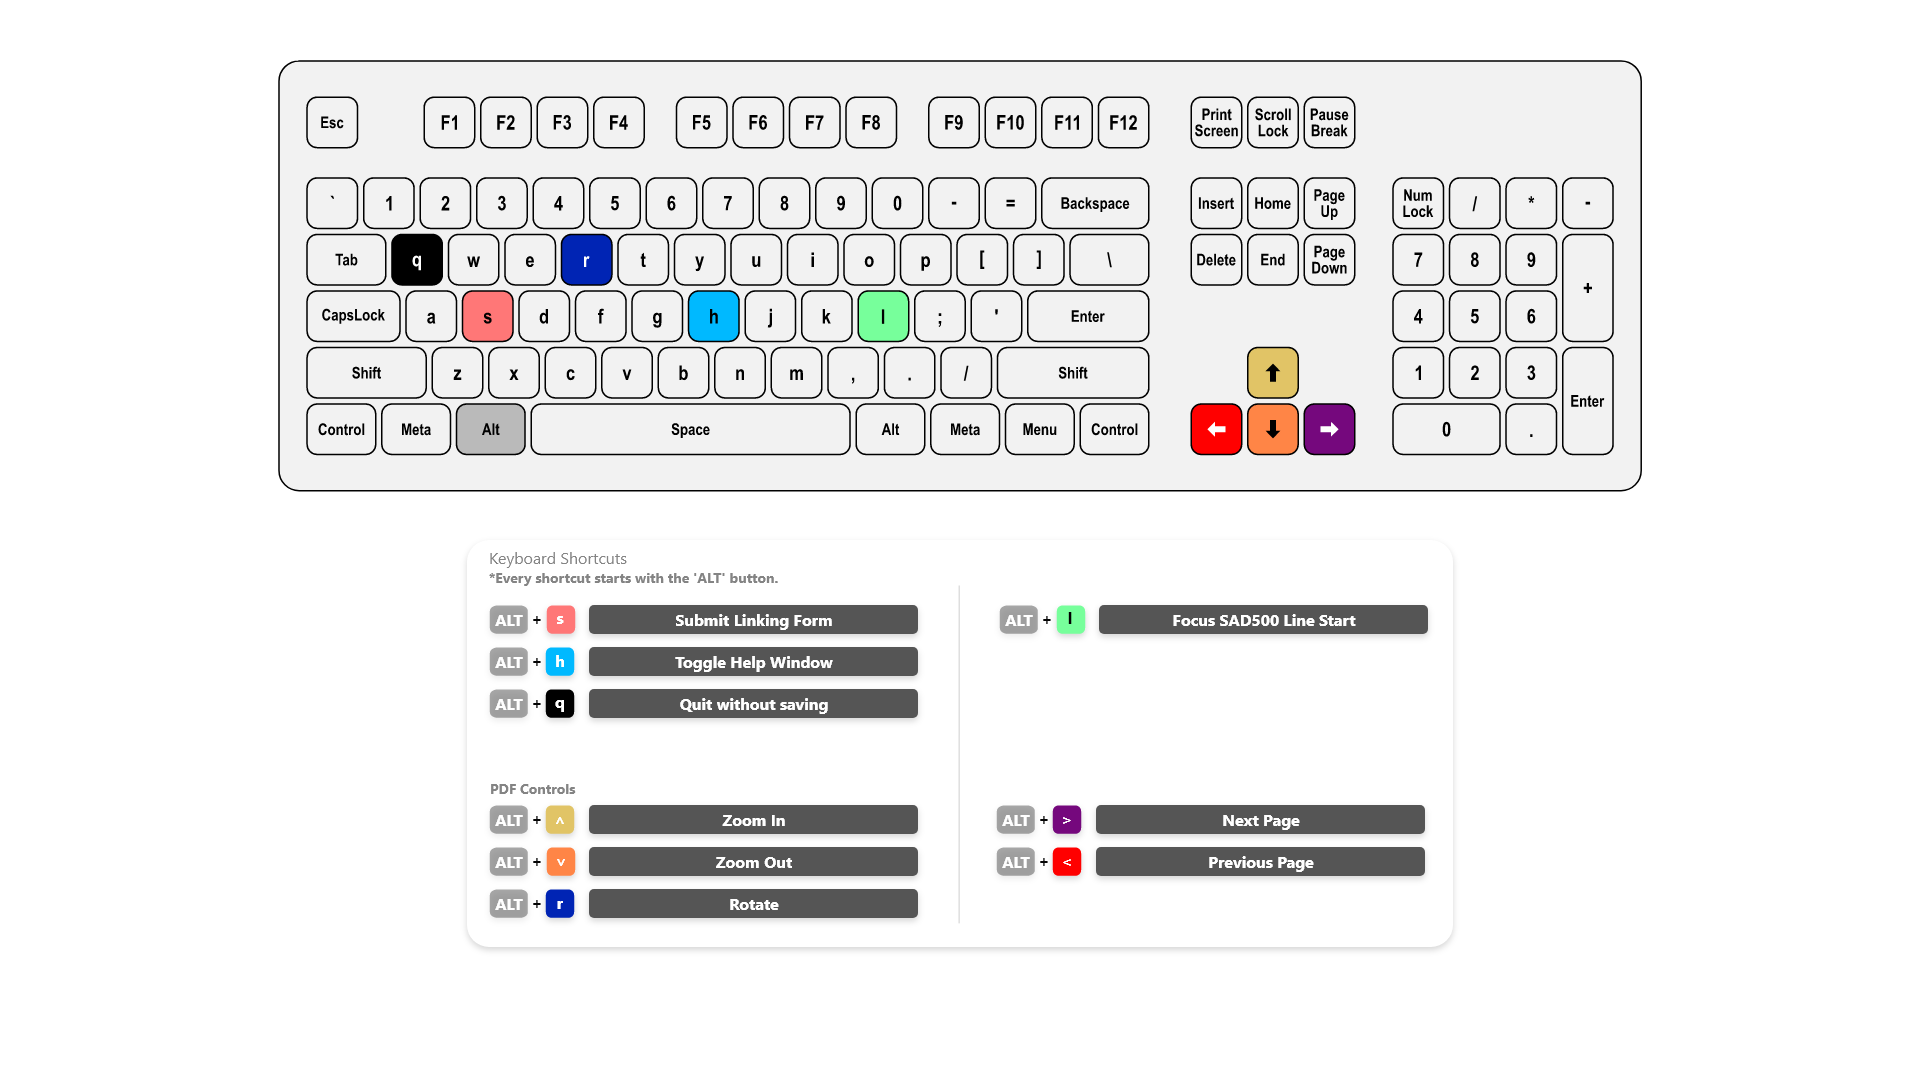 Esc F1 F2 F3 F4 F5 F6 F7 F8 F9 F10 F11 F12 Print Screen Scroll Lock Pause Break
` 1 2 3 4 5 6 7 8 9 0 - = Backspace Insert Home Page Up Num Lock / * -
Tab q w e r t y u i o p [ ] \ Delete End Page Down 7 8 9 +
CapsLock a s d f g h j k l ; ' Enter 4 5 6
Shift z x c v b n m , . / Shift ⬆ 1 2 3 Enter
Control Meta Alt Space Alt Meta Menu Control ⬅ ⬇ ➡ 0 .
Keyboard Shortcuts
*Every shortcut starts with the 'ALT' button.
ALT + s Submit Linking Form
ALT + h Toggle Help Window
ALT + q Quit without saving
ALT + l Focus SAD500 Line Start
PDF Controls
ALT + ^ Zoom In
ALT + v Zoom Out
ALT + r Rotate
ALT + > Next Page
ALT + < Previous Page